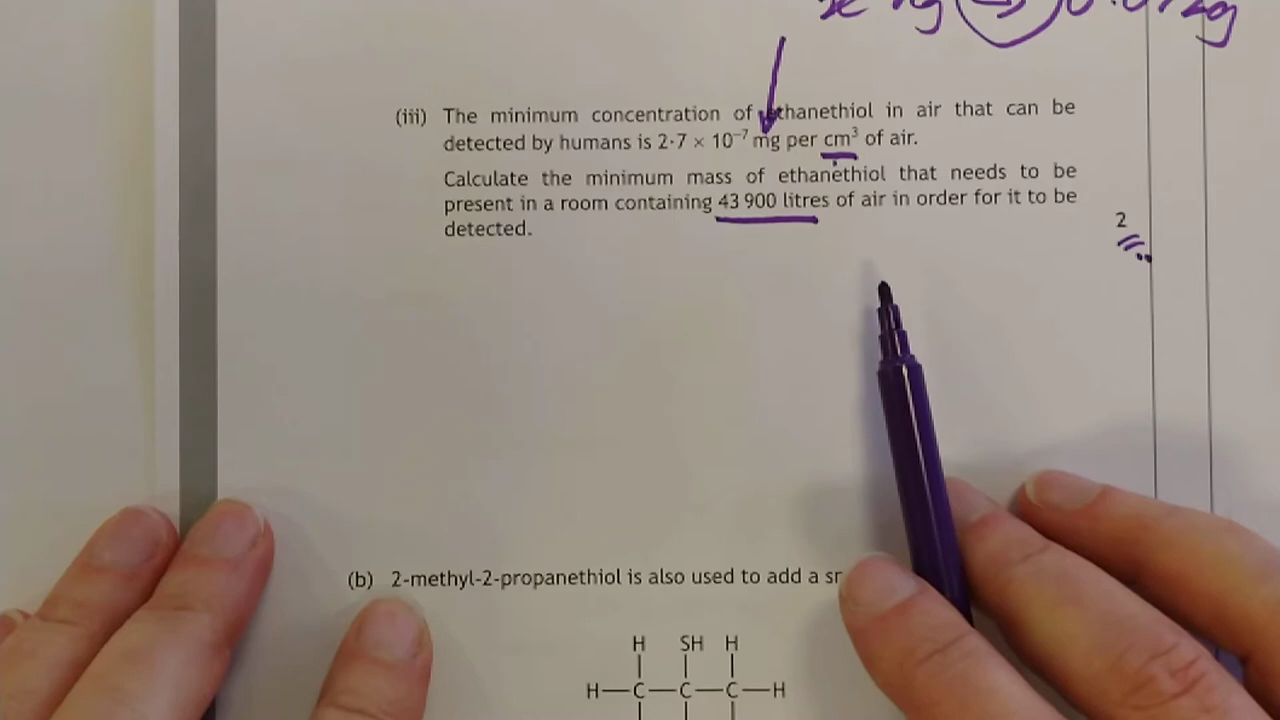 (iii) The minimum concentration of ethanethiol in air that can be
detected by humans is 2·7 × 10⁻⁷ mg per cm³ of air.
Calculate the minimum mass of ethanethiol that needs to be
present in a room containing 43 900 litres of air in order for it to be
detected.
2
(b) 2-methyl-2-propanethiol is also used to add a
H SH H
H—C—C—C—H